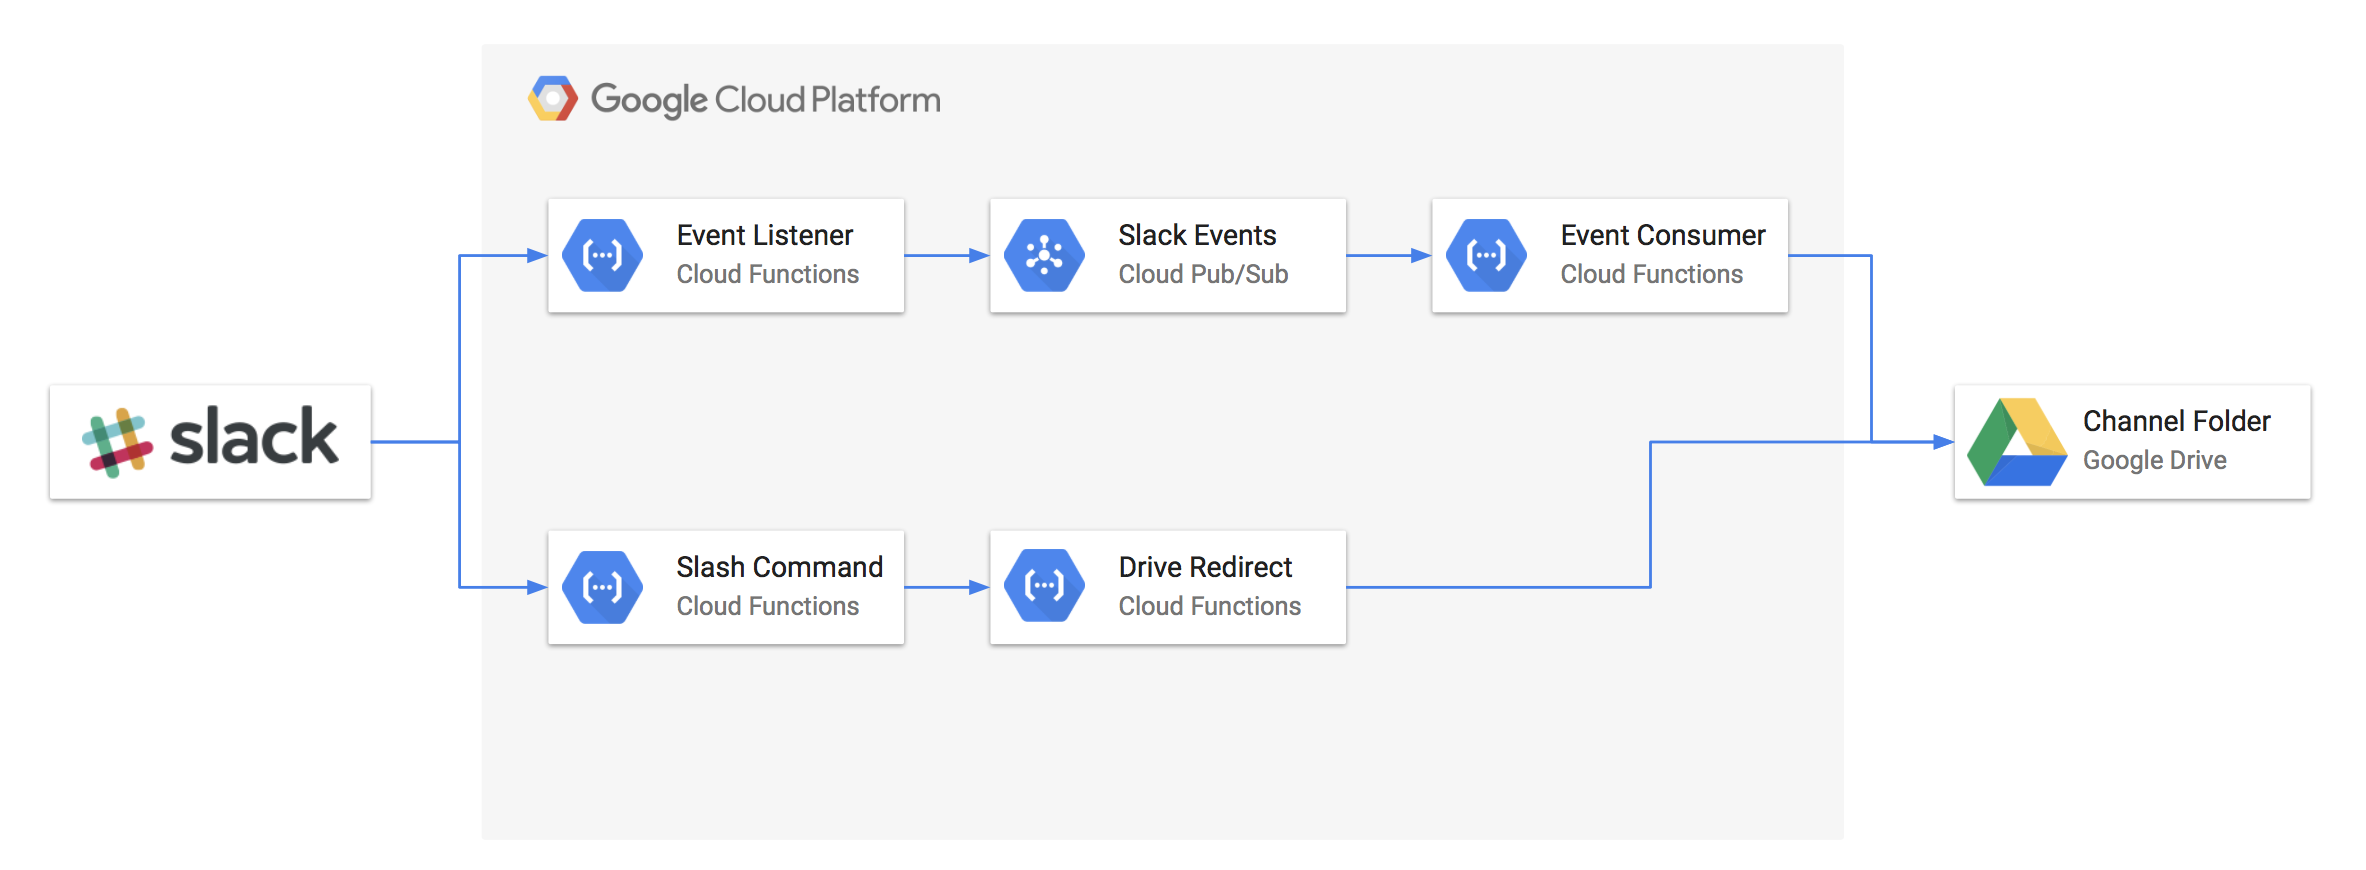 Google Cloud Platform
Event Listener
Cloud Functions
Slack Events
Cloud Pub/Sub
Event Consumer
Cloud Functions
slack
Channel Folder
Google Drive
Slash Command
Cloud Functions
Drive Redirect
Cloud Functions